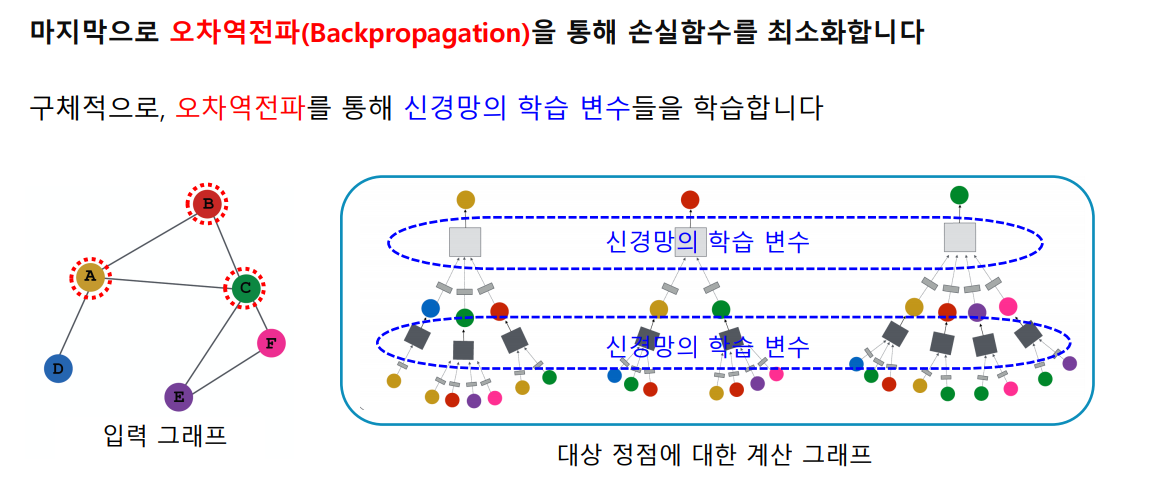 마지막으로 오차역전파(Backpropagation)을 통해 손실함수를 최소화합니다
구체적으로, 오차역전파를 통해 신경망의 학습 변수들을 학습합니다
B
A
C
F
D
E
입력 그래프
신경망의 학습 변수
신경망의 학습 변수
대상 정점에 대한 계산 그래프